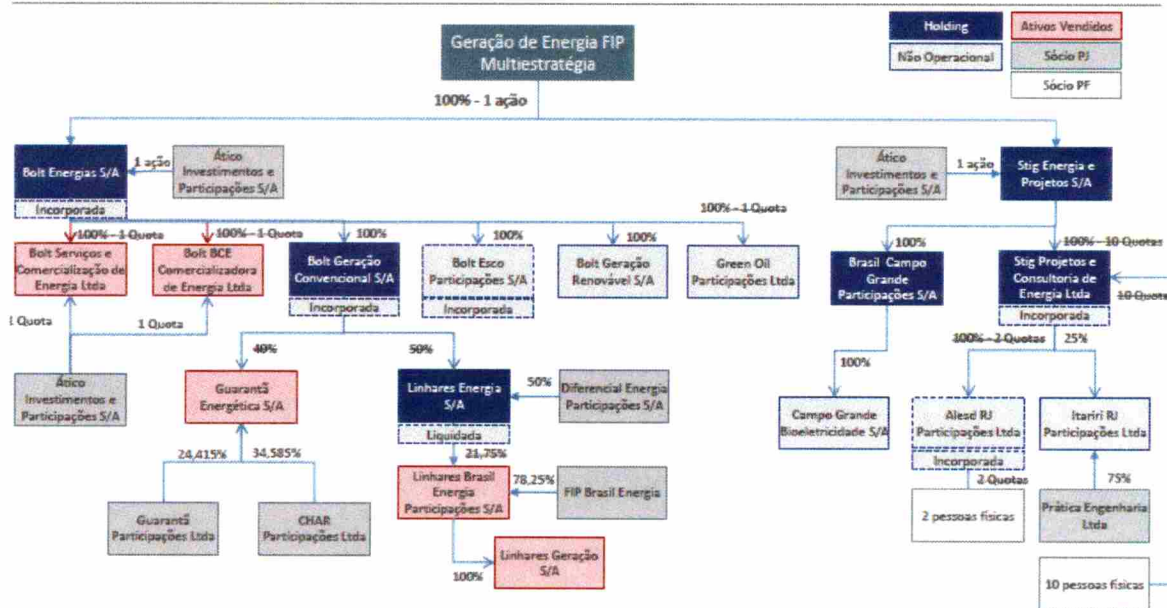 Geração de Energia FIP
Multiestratégia
Holding
Ativos Vendidos
Não Operacional
Sócio PJ
Sócio PF
100% - 1 ação
Bolt Energias S/A
Incorporada
1 ação
Ático
Investimentos e
Participações S/A
Ático
Investimentos e
Participações S/A
1 ação
Stig Energia e
Projetos S/A
100% - 1 Quota
100% - 1 Quota
100%
100%
100%
100% - 1 Quota
Bolt Serviços e
Comercialização de
Energia Ltda
Bolt BCE
Comercializadora
de Energia Ltda
Bolt Geração
Convencional S/A
Incorporada
Bolt Esco
Participações S/A
Incorporada
Bolt Geração
Renovável S/A
Green Oil
Participações Ltda
100%
100% - 10 Quotas
Brasil Campo
Grande
Participações S/A
Stig Projetos e
Consultoria de
Energia Ltda
Incorporada
10 Quotas
1 Quota
1 Quota
Ático
Investimentos e
Participações S/A
40%
50%
Guarantã
Energética S/A
Linhares Energia
S/A
Liquidada
50%
Diferencial Energia
Participações S/A
100%
100% - 2 Quotas
25%
Campo Grande
Bioeletricidade S/A
Alesd RJ
Participações Ltda
Incorporada
Itariri RJ
Participações Ltda
24,415%
34,585%
21,75%
Guarantã
Participações Ltda
CHAR
Participações Ltda
Linhares Brasil
Energia
Participações S/A
78,25%
FIP Brasil Energia
2 Quotas
2 pessoas físicas
75%
Prática Engenharia
Ltda
100%
Linhares Geração
S/A
10 pessoas físicas